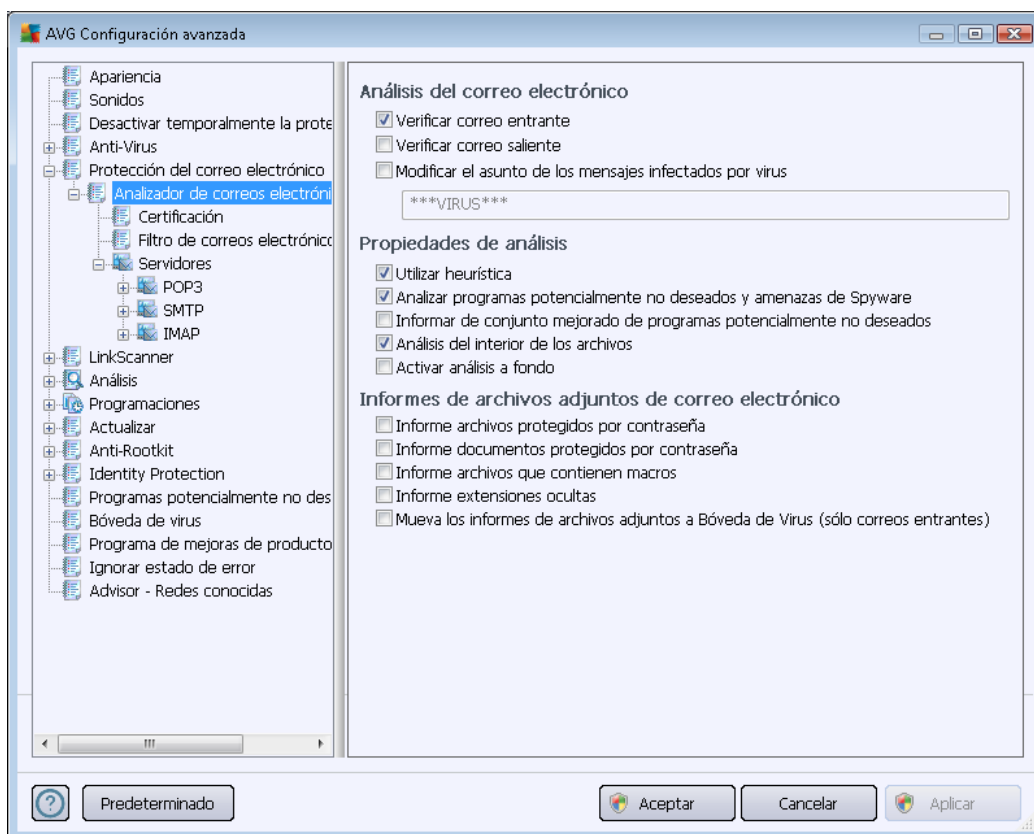 AVG Configuración avanzada
Apariencia
Sonidos
Desactivar temporalmente la prote
Anti-Virus
Protección del correo electrónico
Analizador de correos electróni
Certificación
Filtro de correos electrónicc
Servidores
POP3
SMTP
IMAP
LinkScanner
Análisis
Programaciones
Actualizar
Anti-Rootkit
Identity Protection
Programas potencialmente no des
Bóveda de virus
Programa de mejoras de producto
Ignorar estado de error
Advisor - Redes conocidas
Análisis del correo electrónico
Verificar correo entrante
Verificar correo saliente
Modificar el asunto de los mensajes infectados por virus
***VIRUS***
Propiedades de análisis
Utilizar heurística
Analizar programas potencialmente no deseados y amenazas de Spyware
Informar de conjunto mejorado de programas potencialmente no deseados
Análisis del interior de los archivos
Activar análisis a fondo
Informes de archivos adjuntos de correo electrónico
Informe archivos protegidos por contraseña
Informe documentos protegidos por contraseña
Informe archivos que contienen macros
Informe extensiones ocultas
Mueva los informes de archivos adjuntos a Bóveda de Virus (sólo correos entrantes)
Predeterminado
Aceptar
Cancelar
Aplicar